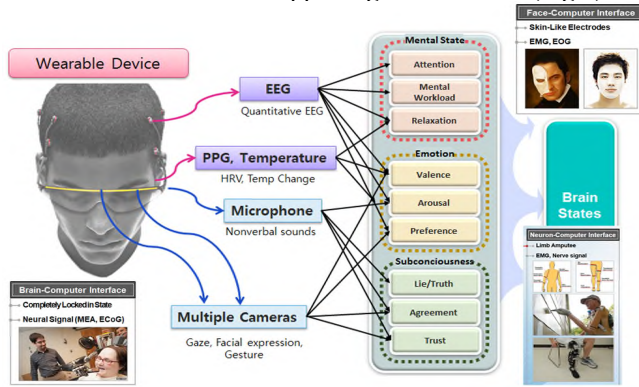 Wearable Device
EEG
Quantitative EEG
PPG, Temperature
HRV, Temp Change
Microphone
Nonverbal sounds
Multiple Cameras
Gaze, Facial expression,
Gesture
Brain-Computer Interface
Completely Locked in State
Neural Signal (MEA, ECoG)
Mental State
Attention
Mental
Workload
Relaxation
Emotion
Valence
Arousal
Preference
Subconciousness
Lie/Truth
Agreement
Trust
Face-Computer Interface
Skin-Like Electrodes
EMG, EOG
Brain
States
Neuron-Computer Interface
Limb Amputee
EMG, Nerve signal